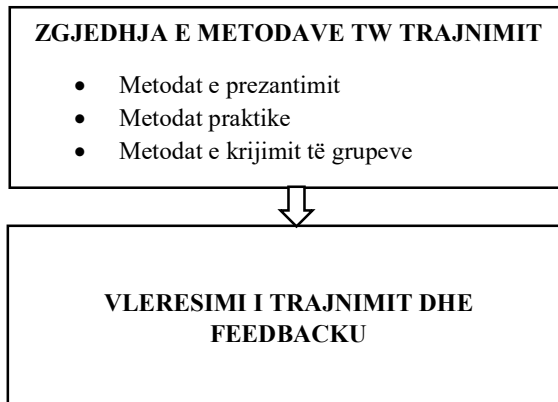 ZGJEDHJA E METODAVE TW TRAJNIMIT
• Metodat e prezantimit
• Metodat praktike
• Metodat e krijimit të grupeve
VLERESIMI I TRAJNIMIT DHE
FEEDBACKU